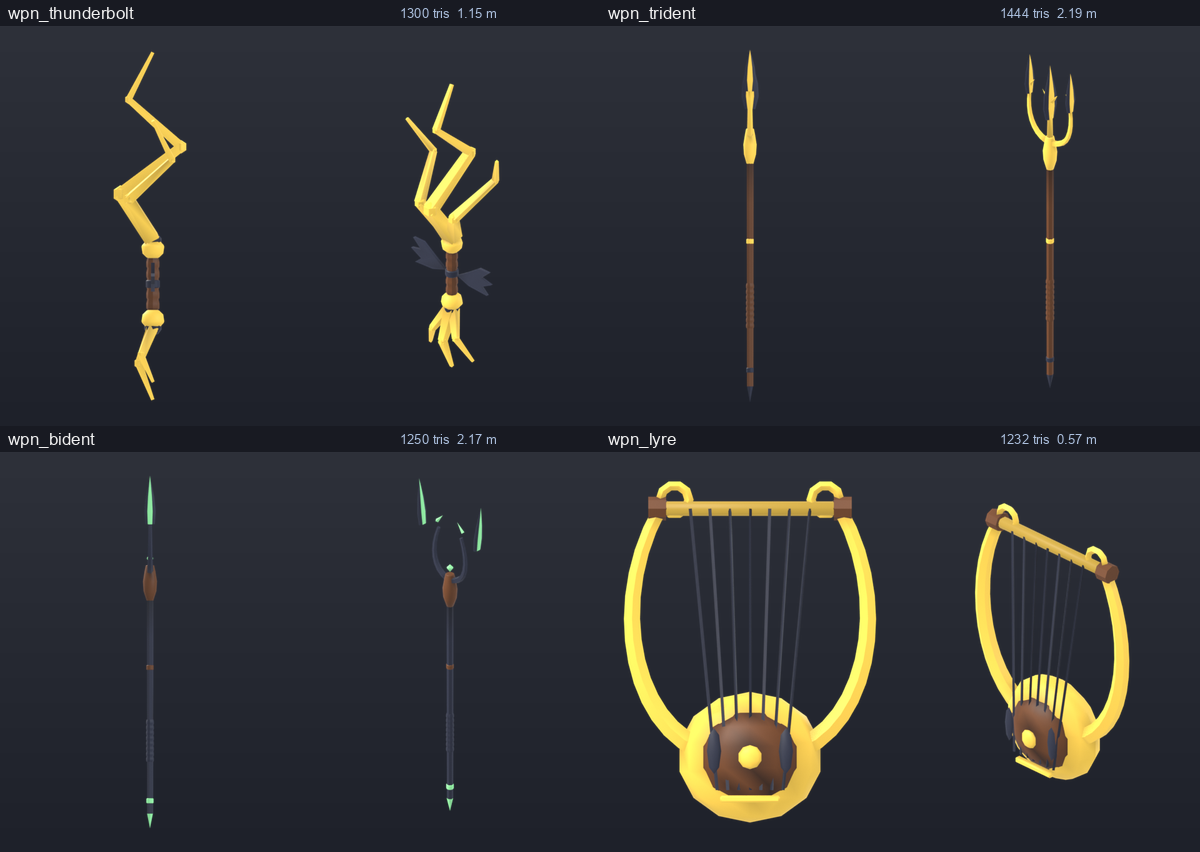 wpn_thunderbolt 1300 tris 1.15 m
wpn_trident 1444 tris 2.19 m
wpn_bident 1250 tris 2.17 m
wpn_lyre 1232 tris 0.57 m